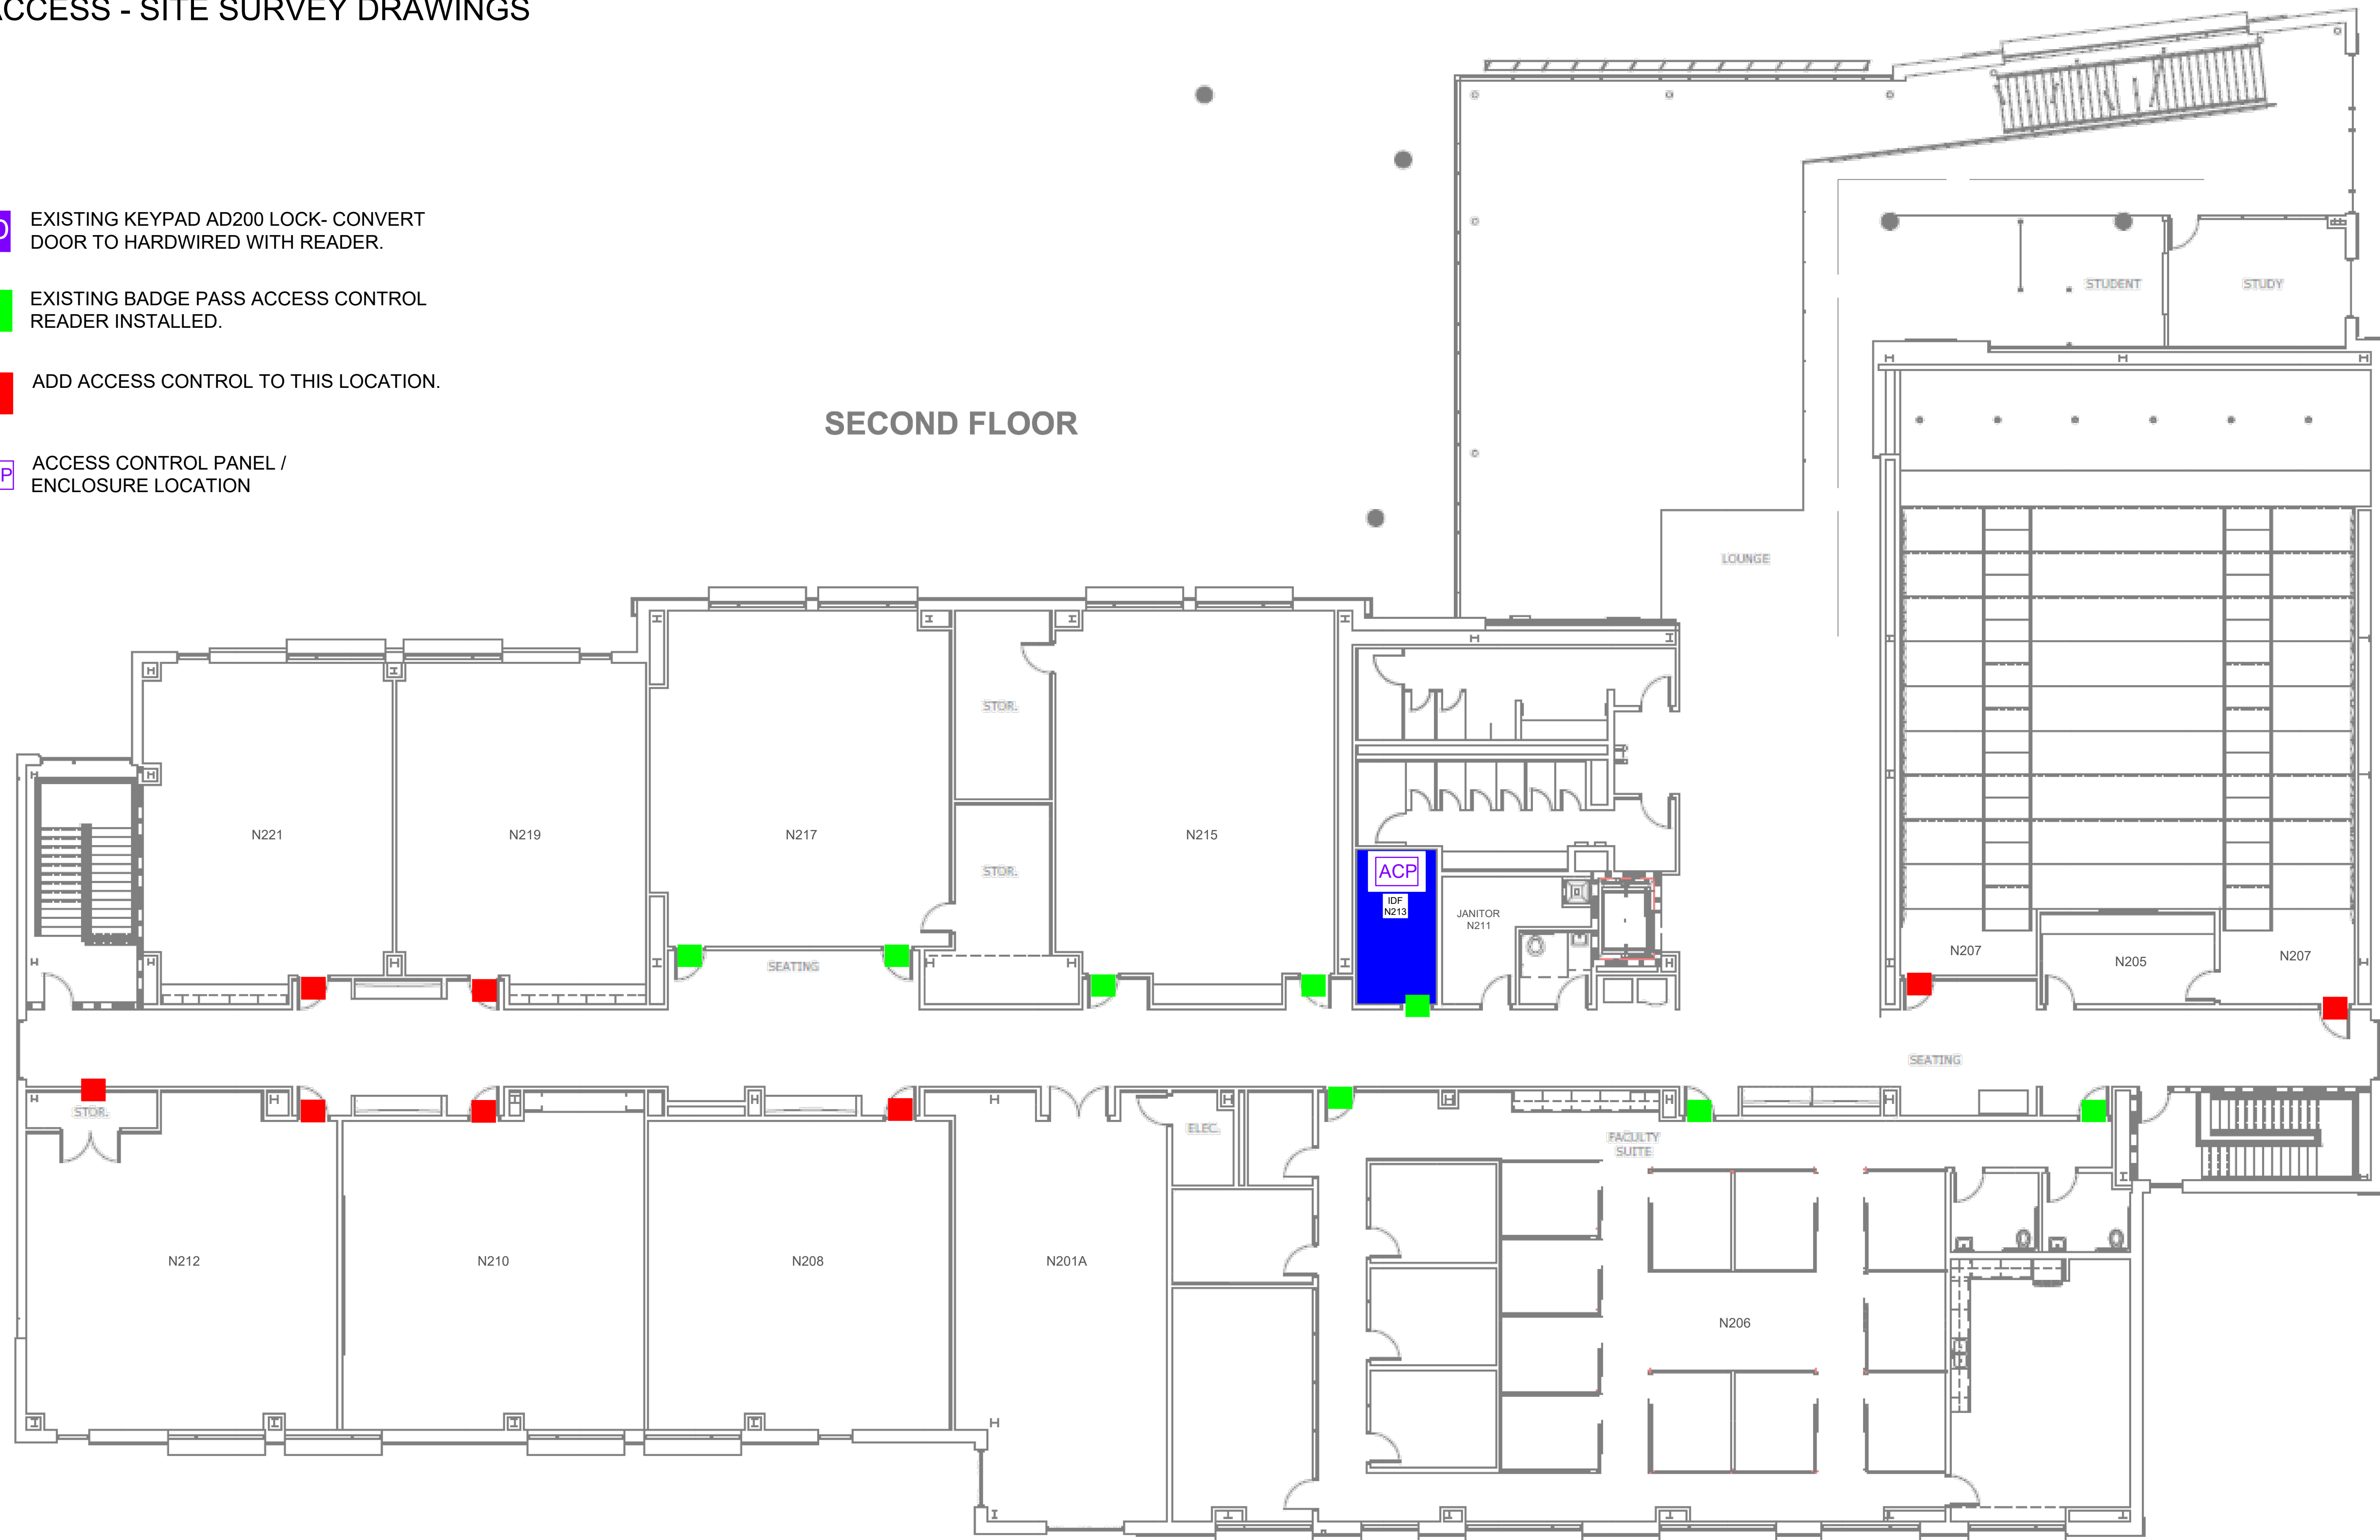 ACCESS - SITE SURVEY DRAWINGS
D
EXISTING KEYPAD AD200 LOCK- CONVERT
DOOR TO HARDWIRED WITH READER.
EXISTING BADGE PASS ACCESS CONTROL
READER INSTALLED.
ADD ACCESS CONTROL TO THIS LOCATION.
P
ACCESS CONTROL PANEL /
ENCLOSURE LOCATION
SECOND FLOOR
STUDENT
STUDY
LOUNGE
STOR.
N221
N219
N217
N215
STOR.
ACP
IDF
N213
JANITOR
N211
SEATING
N207
N205
N207
SEATING
STOR.
ELEC.
FACULTY
SUITE
N212
N210
N208
N201A
N206